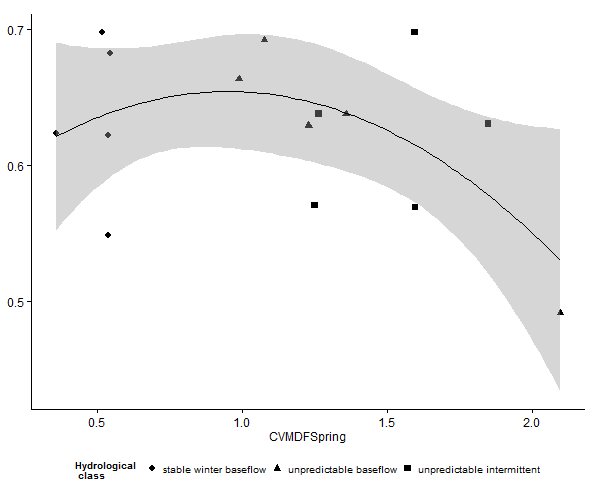 0.7
0.6
0.5
0.5
1.0
1.5
2.0
CVMDFSpring
Hydrological
class
stable winter baseflow
unpredictable baseflow
unpredictable intermittent